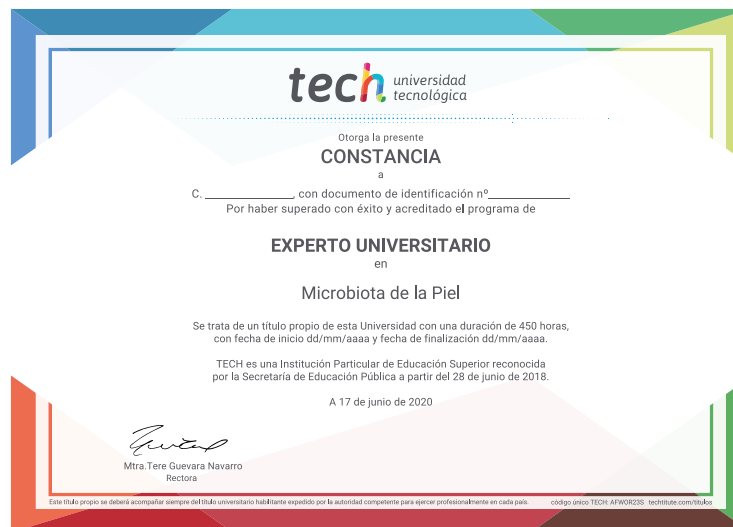 tech universidad
tecnológica
Otorga la presente
CONSTANCIA
a
C. ______________, con documento de identificación nº______________
Por haber superado con éxito y acreditado el programa de
EXPERTO UNIVERSITARIO
en
Microbiota de la Piel
Se trata de un título propio de esta Universidad con una duración de 450 horas,
con fecha de inicio dd/mm/aaaa y fecha de finalización dd/mm/aaaa.
TECH es una Institución Particular de Educación Superior reconocida
por la Secretaría de Educación Pública a partir del 28 de junio de 2018.
A 17 de junio de 2020
Mtra.Tere Guevara Navarro
Rectora
Este título propio se deberá acompañar siempre del título universitario habilitante expedido por la autoridad competente para ejercer profesionalmente en cada país. código único TECH: AFWOR23S techtitute.com/titulos